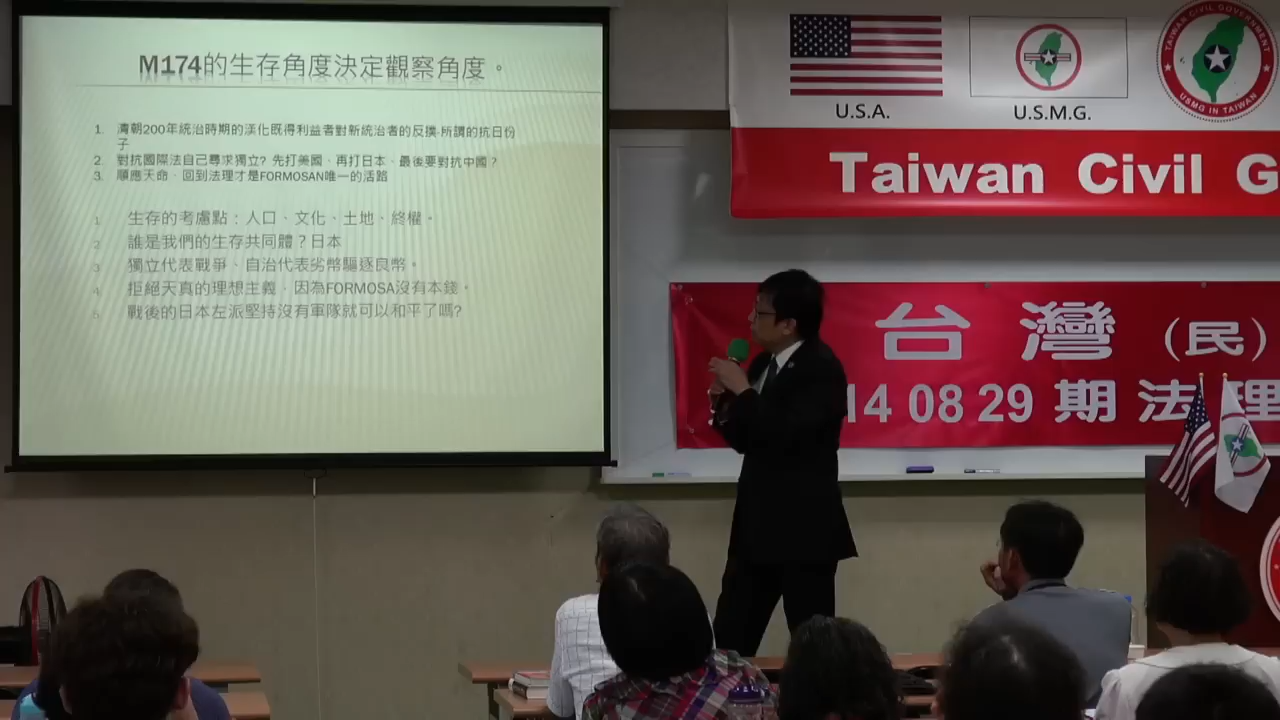 M174的生存角度決定觀察角度。
1. 清朝200年統治時期的漢化既得利益者對新統治者的反撲.所謂的抗日份
子
2. 對抗國際法自己尋求獨立? 先打美國、再打日本、最後要對抗中國?
3. 順應天命、回到法理才是FORMOSAN唯一的活路
1. 生存的考慮點：人口、文化、土地、終權。
2. 誰是我們的生存共同體？日本
3. 獨立代表戰爭、自治代表劣幣驅逐良幣。
4. 拒絕天真的理想主義，因為FORMOSA沒有本錢。
5. 戰後的日本左派堅持沒有軍隊就可以和平了嗎?
U.S.A.
U.S.M.G.
TAIWAN CIVIL GOVERNMENT
USMG IN TAIWAN
Taiwan Civil G
台灣(民)
14 08 29 期法理